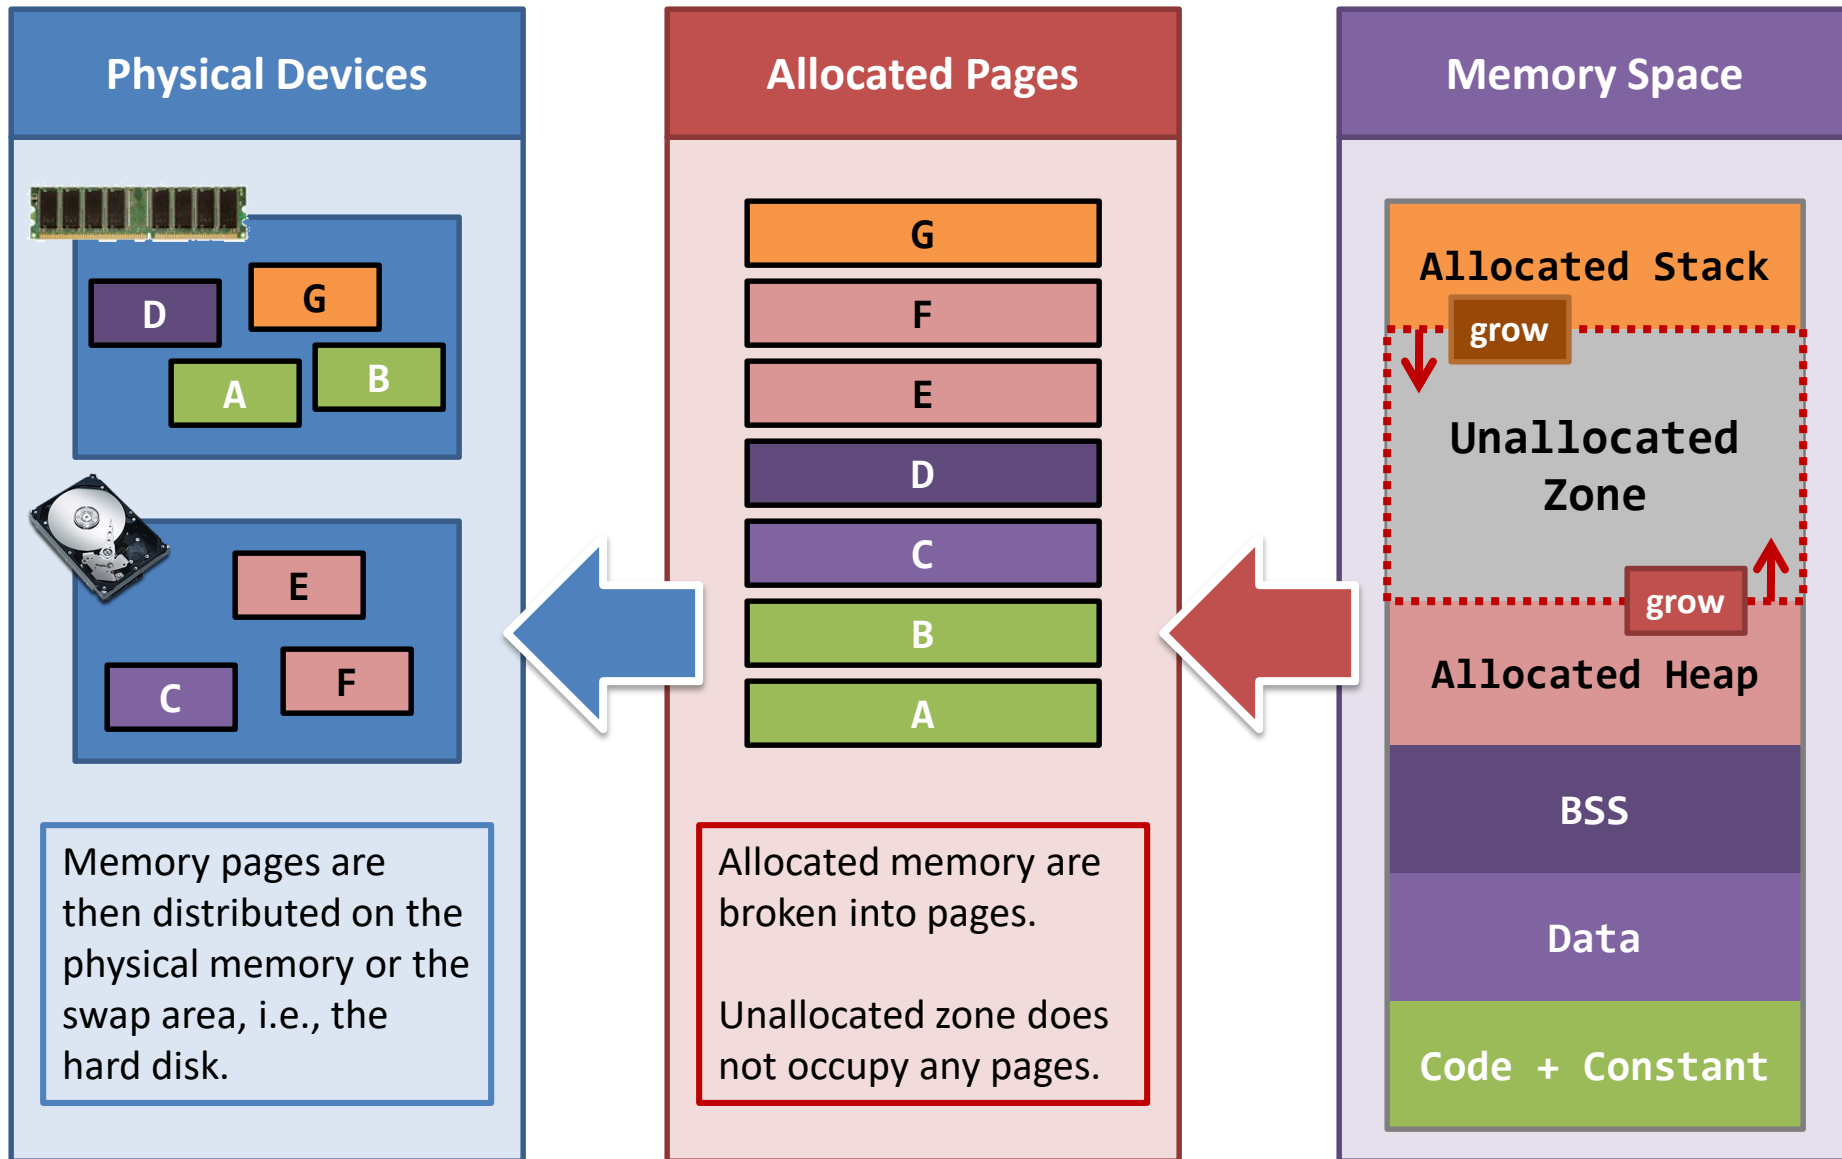 Physical Devices
D
G
A
B
E
C
F
Memory pages are
then distributed on the
physical memory or the
swap area, i.e., the
hard disk.
Allocated Pages
G
F
E
D
C
B
A
Allocated memory are
broken into pages.
Unallocated zone does
not occupy any pages.
Memory Space
Allocated Stack
grow
Unallocated
Zone
grow
Allocated Heap
BSS
Data
Code + Constant